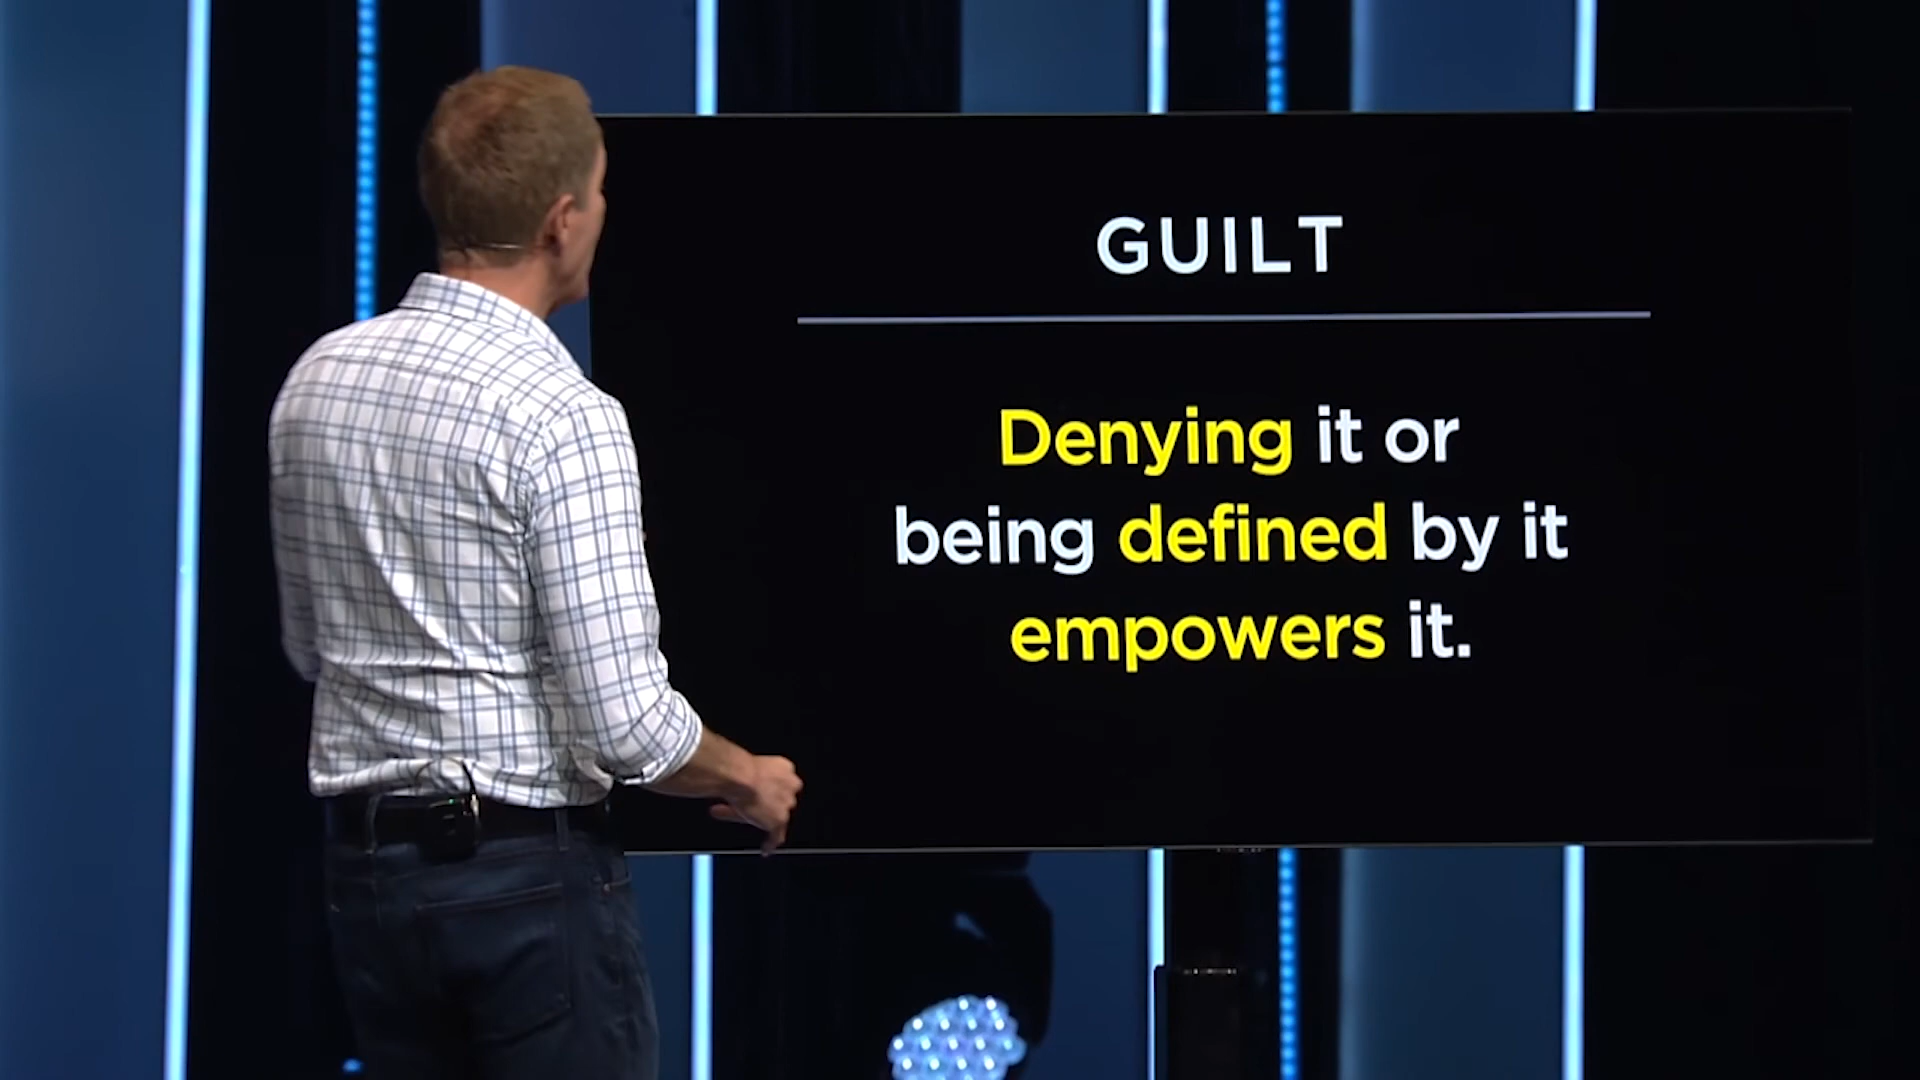 GUILT
Denying it or
being defined by it
empowers it.